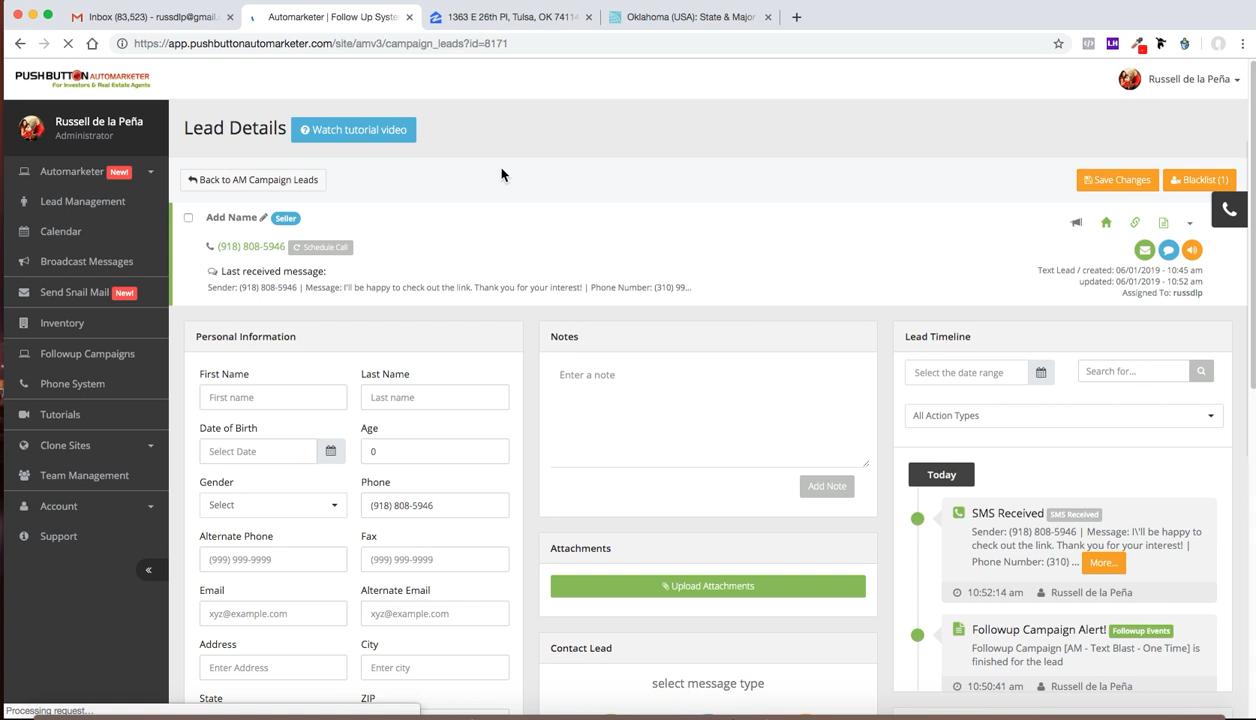 Inbox (83,523) - russdlp@gmail.
Automarketer | Follow Up Syste
1363 E 26th Pl, Tulsa, OK 74114
Oklahoma (USA): State & Major
https://app.pushbuttonautomarketer.com/site/amv3/campaign_leads?id=8171
LH
PUSHBUTTON AUTOMARKETER
For Investors & Real Estate Agents
Russell de la Peña
Russell de la Peña
Administrator
Automarketer New!
Lead Management
Calendar
Broadcast Messages
Send Snail Mail New!
Inventory
Followup Campaigns
Phone System
Tutorials
Clone Sites
Team Management
Account
Support
Processing request…
Lead Details
Watch tutorial video
Back to AM Campaign Leads
Save Changes
Blacklist (1)
Add Name
Seller
(918) 808-5946
Schedule Call
Last received message:
Sender: (918) 808-5946 | Message: I'll be happy to check out the link. Thank you for your interest! | Phone Number: (310) 99...
Text Lead / created: 06/01/2019 - 10:45 am
updated: 06/01/2019 - 10:52 am
Assigned To: russdlp
Personal Information
First Name
First name
Last Name
Last name
Date of Birth
Select Date
Age
0
Gender
Select
Phone
(918) 808-5946
Alternate Phone
(999) 999-9999
Fax
(999) 999-9999
Email
xyz@example.com
Alternate Email
xyz@example.com
Address
Enter Address
City
Enter city
State
ZIP
Notes
Enter a note
Add Note
Attachments
Upload Attachments
Contact Lead
select message type
Lead Timeline
Select the date range
Search for...
All Action Types
Today
SMS Received SMS Received
Sender: (918) 808-5946 | Message: I\'ll be happy to
check out the link. Thank you for your interest! |
Phone Number: (310) ... More...
10:52:14 am Russell de la Peña
Followup Campaign Alert! Followup Events
Followup Campaign [AM - Text Blast - One Time] is
finished for the lead
10:50:41 am Russell de la Peña